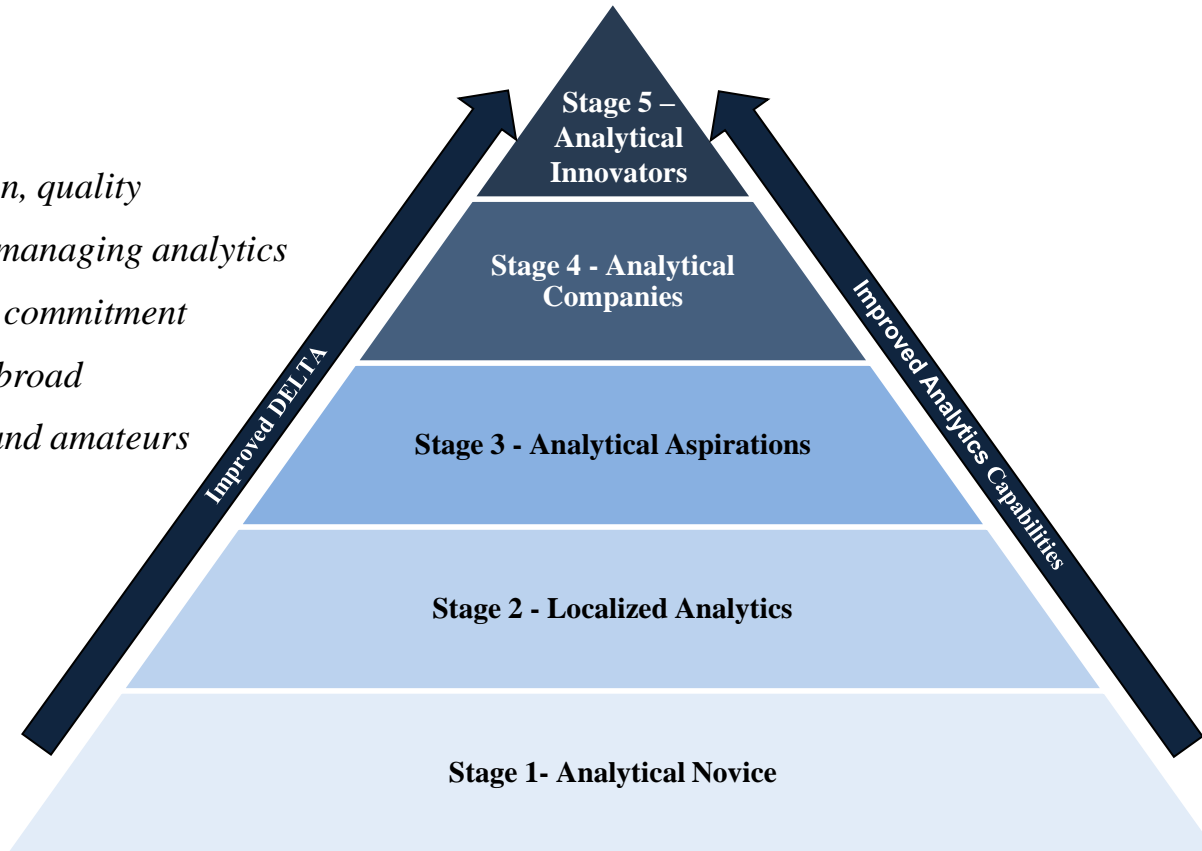 n, quality
managing analytics
commitment
broad
and amateurs
Improved DELTA
Stage 5 –
Analytical
Innovators
Stage 4 - Analytical
Companies
Stage 3 - Analytical Aspirations
Stage 2 - Localized Analytics
Stage 1- Analytical Novice
Improved Analytics Capabilities